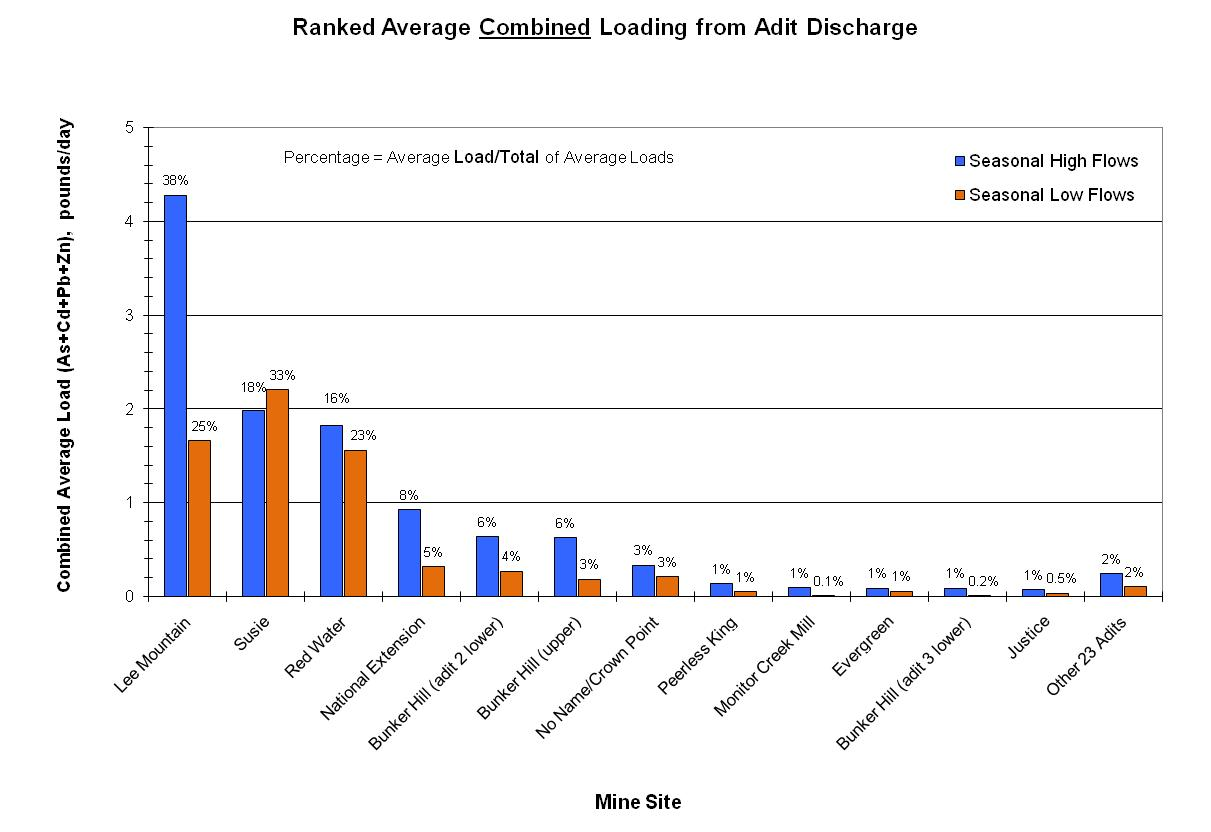 Ranked Average Combined Loading from Adit Discharge
Combined Average Load (As+Cd+Pb+Zn), pounds/day
5
4
3
2
1
0
Percentage = Average Load/Total of Average Loads
Seasonal High Flows
Seasonal Low Flows
38%
25%
18%
33%
16%
23%
8%
5%
6%
4%
6%
3%
3%
3%
1%
1%
1%
0.1%
1%
1%
1%
0.2%
1%
0.5%
2%
2%
Lee Mountain
Susie
Red Water
National Extension
Bunker Hill (adit 2 lower)
Bunker Hill (upper)
No Name/Crown Point
Peerless King
Monitor Creek Mill
Evergreen
Bunker Hill (adit 3 lower)
Justice
Other 23 Adits
Mine Site